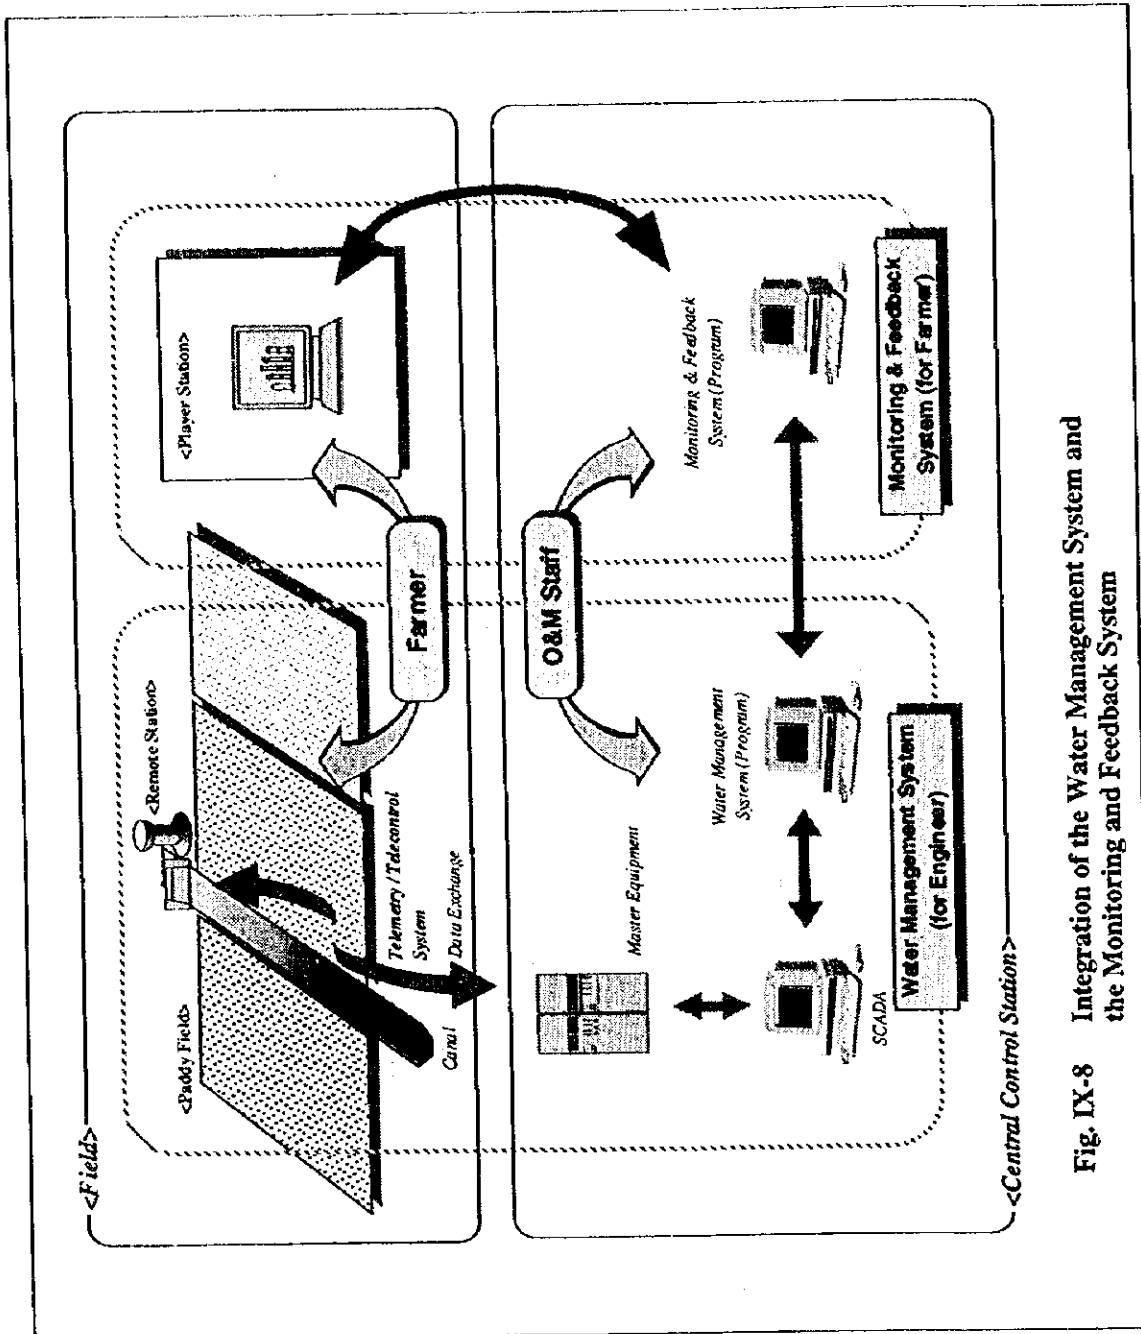 <Field>
<Paddy Field>
<Remote Station>
<Player Station>
Telemetry / Telecontrol
System
Data Exchange
Canal
Farmer
O&M Staff
Master Equipment
Water Management
System (Program)
Monitoring & Feedback
System (Program)
SCADA
Water Management System
(for Engineer)
Monitoring & Feedback
System (for Farmer)
<Central Control Station>
Fig. IX-8 Integration of the Water Management System and
the Monitoring and Feedback System